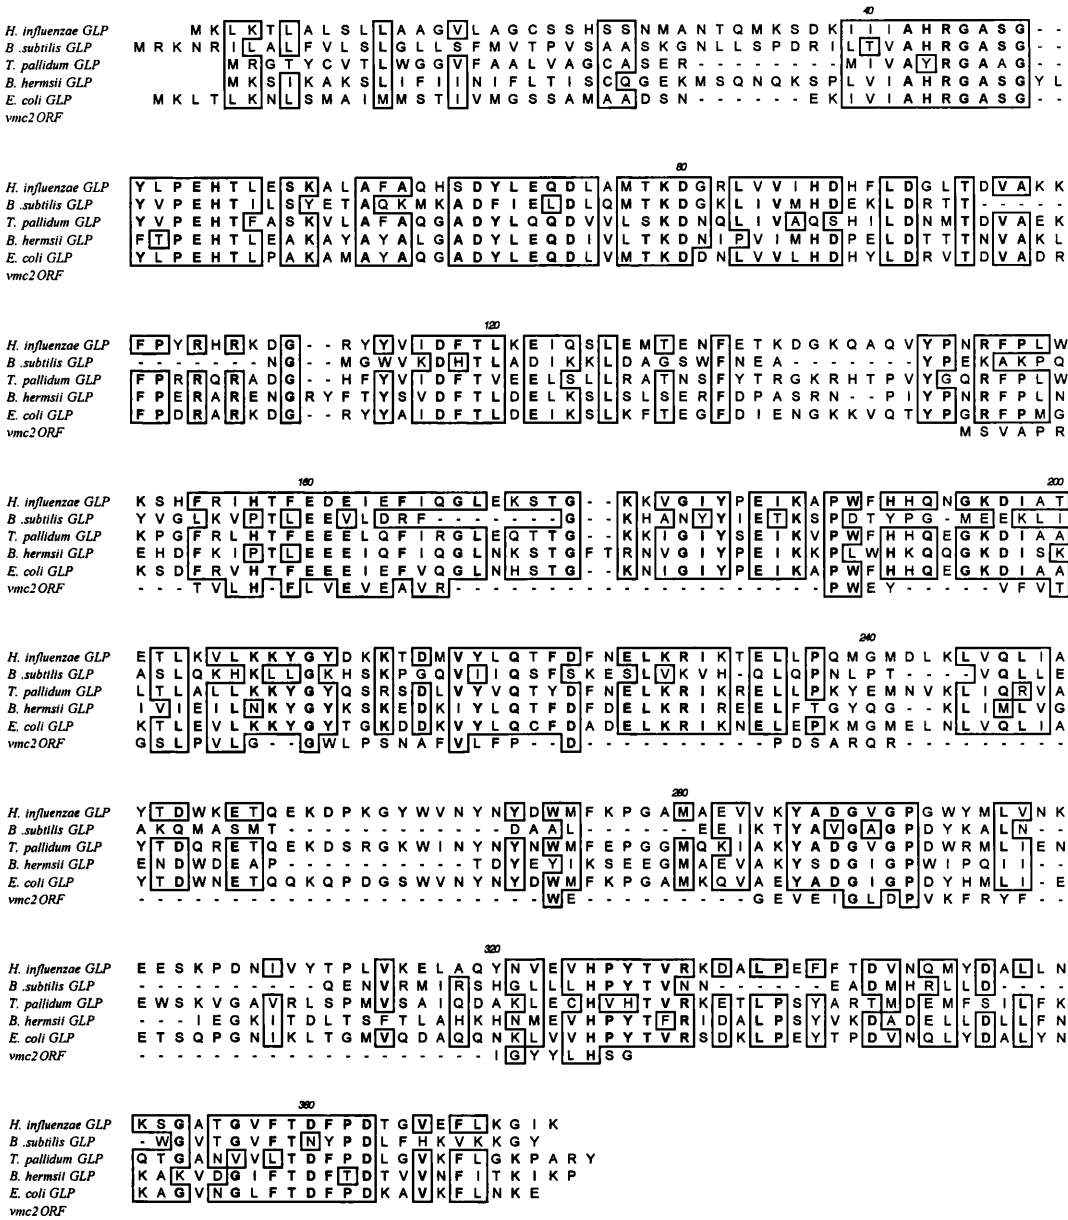 40
H. influenzae GLP M K L K T L A L S L L A A G V L A G C S S H S S N M A N T Q M K S D K I I I A H R G A S G - -
B .subtilis GLP M R K N R I L A L F V L S L G L L S F M V T P V S A A S K G N L L S P D R I L T V A H R G A S G - -
T. pallidum GLP M R G T Y C V T L W G G V F A A L V A G C A S E R - - - - - - - - M I V A Y R G A A G - -
B. hermsii GLP M K S I K A K S L I F I I N I F L T I S C Q G E K M S Q N Q K S P L V I A H R G A S G Y L
E. coli GLP M K L T L K N L S M A I M M S T I V M G S S A M A A D S N - - - - - - E K I V I A H R G A S G - -
vmc2 ORF
80
H. influenzae GLP Y L P E H T L E S K A L A F A Q H S D Y L E Q D L A M T K D G R L V V I H D H F L D G L T D V A K K
B .subtilis GLP Y V P E H T I L S Y E T A Q K M K A D F I E L D L Q M T K D G K L I V M H D E K L D R T T - - - - -
T. pallidum GLP Y V P E H T F A S K V L A F A Q G A D Y L Q Q D V V L S K D N Q L I V A Q S H I L D N M T D V A E K
B. hermsii GLP F T P E H T L E A K A Y A Y A L G A D Y L E Q D I V L T K D N I P V I M H D P E L D T T T N V A K L
E. coli GLP Y L P E H T L P A K A M A Y A Q G A D Y L E Q D L V M T K D D N L V V L H D H Y L D R V T D V A D R
vmc2 ORF
120
H. influenzae GLP F P Y R H R K D G - - R Y Y V I D F T L K E I Q S L E M T E N F E T K D G K Q A Q V Y P N R F P L W
B .subtilis GLP - - - - - - - N G - - M G W V K D H T L A D I K K L D A G S W F N E A - - - - - - Y P E K A K P Q
T. pallidum GLP F P R R Q R A D G - - H F Y V I D F T V E E L S L L R A T N S F Y T R G K R H T P V Y G Q R F P L W
B. hermsii GLP F P E R A R E N G R Y F T Y S V D F T L D E L K S L S L S E R F D P A S R N - - P I Y P N R F P L N
E. coli GLP F P D R A R K D G - - R Y Y A I D F T L D E I K S L K F T E G F D I E N G K K V Q T Y P G R F P M G
vmc2 ORF M S V A P R
160 200
H. influenzae GLP K S H F R I H T F E D E I E F I Q G L E K S T G - - K K V G I Y P E I K A P W F H H Q N G K D I A T
B .subtilis GLP Y V G L K V P T L E E V L D R F - - - - - - - G - - K H A N Y Y I E T K S P D T Y P G - M E E K L I
T. pallidum GLP K P G F R L H T F E E E L Q F I R G L E Q T T G - - K K I G I Y S E I K V P W F H H Q E G K D I A A
B. hermsii GLP E H D F K I P T L E E E I Q F I Q G L N K S T G F T R N V G I Y P E I K K P L W H K Q Q G K D I S K
E. coli GLP K S D F R V H T F E E E I E F V Q G L N H S T G - - K N I G I Y P E I K A P W F H H Q E G K D I A A
vmc2 ORF - - - T V L H - F L V E V E A V R - - - - - - - - - - - - - - - - - - - - P W E Y - - - - - V F V T
240
H. influenzae GLP E T L K V L K K Y G Y D K K T D M V Y L Q T F D F N E L K R I K T E L L P Q M G M D L K L V Q L I A
B .subtilis GLP A S L Q K H K L L G K H S K P G Q V I I Q S F S K E S L V K V H - Q L Q P N L P T - - - - V Q L L E
T. pallidum GLP L T L A L L K K Y G Y Q S R S D L V Y V Q T Y D F N E L K R I K R E L L P K Y E M N V K L I Q R V A
B. hermsii GLP I V I E I L N K Y G Y K S K E D K I Y L Q T F D F D E L K R I R E E L F T G Y Q G - - K L I M L V G
E. coli GLP K T L E V L K K Y G Y T G K D D K V Y L Q C F D A D E L K R I K N E L E P K M G M E L N L V Q L I A
vmc2 ORF G S L P V L G - - G W L P S N A F V L F P - - D - - - - - - - - - - - P D S A R Q R - - - - - - - - -
280
H. influenzae GLP Y T D W K E T Q E K D P K G Y W V N Y N Y D W M F K P G A M A E V V K Y A D G V G P G W Y M L V N K
B .subtilis GLP A K Q M A S M T - - - - - - - - - - - - D A A L - - - - - - E E I K T Y A V G A G P D Y K A L N - -
T. pallidum GLP Y T D Q R E T Q E K D S R G K W I N Y N Y N W M F E P G G M Q K I A K Y A D G V G P D W R M L I E N
B. hermsii GLP E N D W D E A P - - - - - - - - - - T D Y E Y I K S E E G M A E V A K Y S D G I G P W I P Q I I - -
E. coli GLP Y T D W N E T Q Q K Q P D G S W V N Y N Y D W M F K P G A M K Q V A E Y A D G I G P D Y H M L I - E
vmc2 ORF - - - - - - - - - - - - - - - - - - - - - - W E - - - - - - - - - G E V E I G L D P V K F R Y F - -
320
H. influenzae GLP E E S K P D N I V Y T P L V K E L A Q Y N V E V H P Y T V R K D A L P E F F T D V N Q M Y D A L L N
B .subtilis GLP - - - - - - - - - - Q E N V R M I R S H G L L L H P Y T V N N - - - - - - E A D M H R L L D - - -
T. pallidum GLP E W S K V G A V R L S P M V S A I Q D A K L E C H V H T V R K E T L P S Y A R T M D E M F S I L F K
B. hermsii GLP - - - I E G K I T D L T S F T L A H K H N M E V H P Y T F R I D A L P S Y V K D A D E L L D L L F N
E. coli GLP E T S Q P G N I K L T G M V Q D A Q Q N K L V V H P Y T V R S D K L P E Y T P D V N Q L Y D A L Y N
vmc2 ORF - - - - - - - - - - - - - - - - - - - I G Y Y L H S G
360
H. influenzae GLP K S G A T G V F T D F P D T G V E F L K G I K
B .subtilis GLP - W G V T G V F T N Y P D L F H K V K K G Y
T. pallidum GLP Q T G A N V V L T D F P D L G V K F L G K P A R Y
B. hermsii GLP K A K V D G I F T D F T D T V V N F I T K I K P
E. coli GLP K A G V N G L F T D F P D K A V K F L N K E
vmc2 ORF